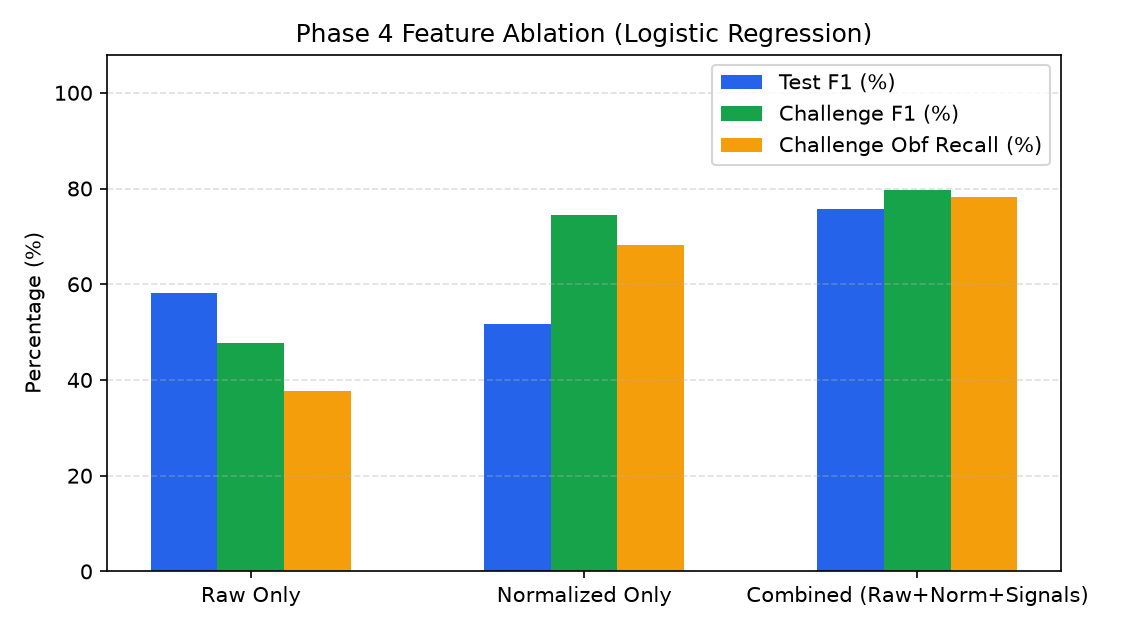 Phase 4 Feature Ablation (Logistic Regression)
Test F1 (%)
Challenge F1 (%)
Challenge Obf Recall (%)
Percentage (%)
100
80
60
40
20
0
Raw Only
Normalized Only
Combined (Raw+Norm+Signals)